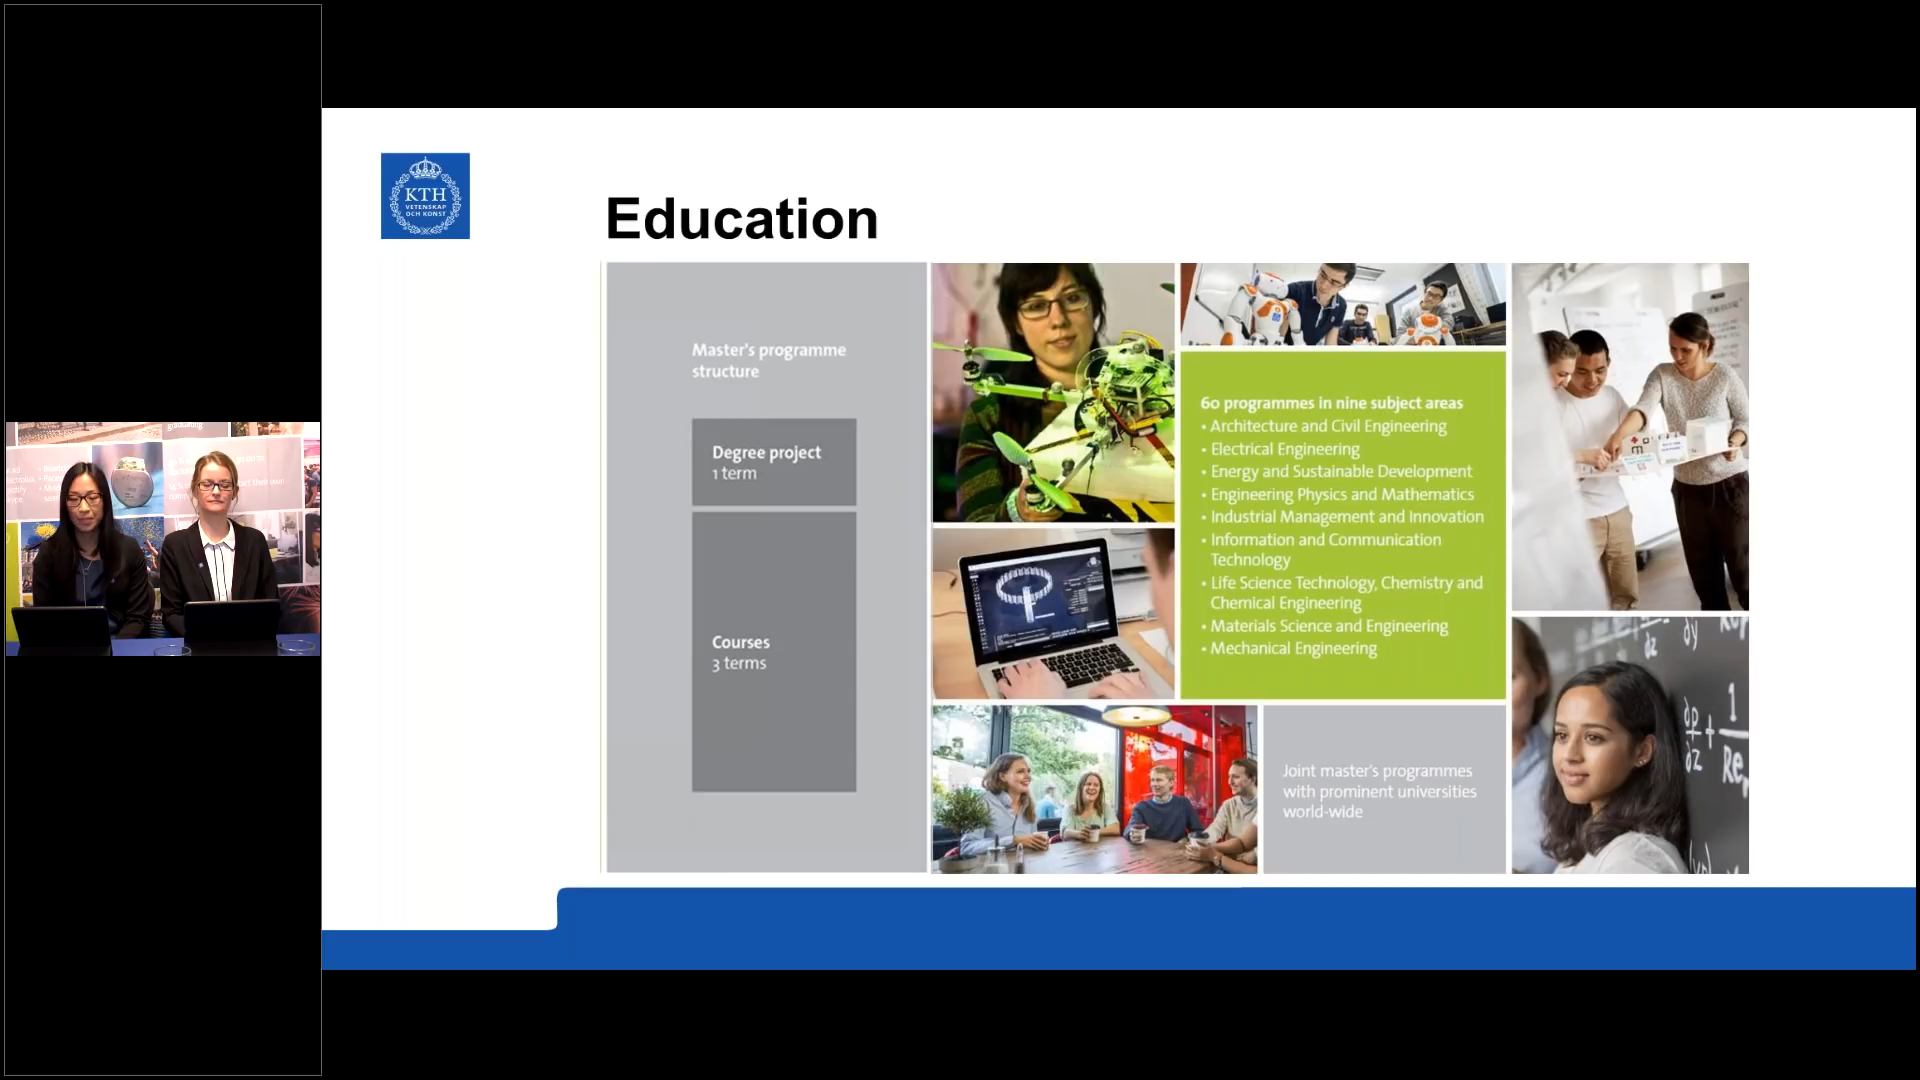 KTH
VETENSKAP
OCH KONST
Education
Master's programme
structure
Degree project
1 term
Courses
3 terms
60 programmes in nine subject areas
• Architecture and Civil Engineering
• Electrical Engineering
• Energy and Sustainable Development
• Engineering Physics and Mathematics
• Industrial Management and Innovation
• Information and Communication
Technology
• Life Science Technology, Chemistry and
Chemical Engineering
• Materials Science and Engineering
• Mechanical Engineering
Joint master's programmes
with prominent universities
world-wide
graduating